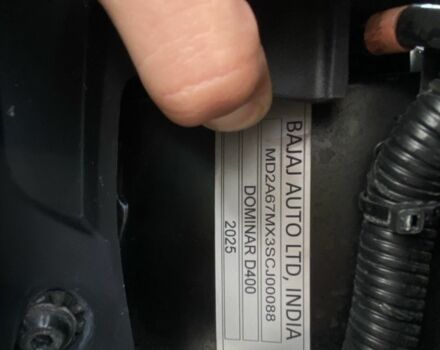 BAJAJ AUTO LTD, INDIA
MD2A67MX3SCJ00088
DOMINAR D400
2025